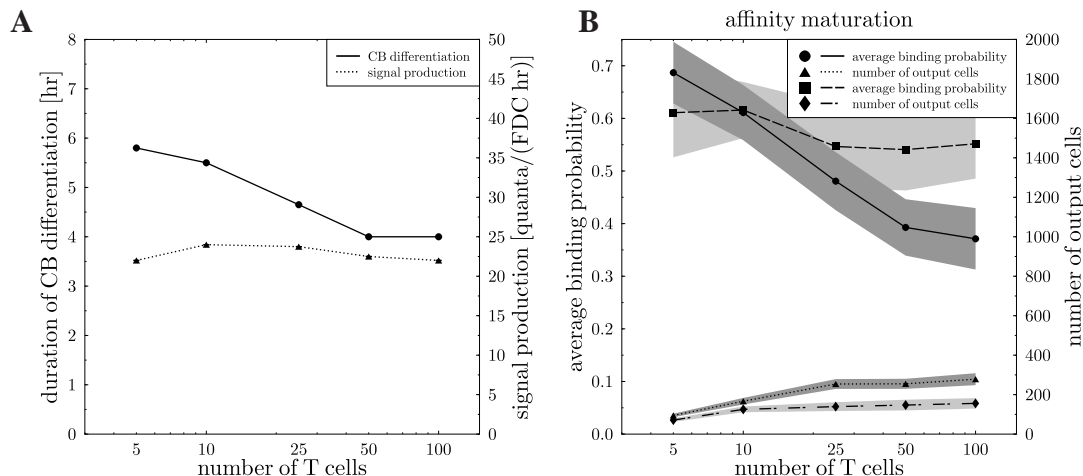 A
8
7
6
5
4
3
2
1
0
duration of CB differentiation [hr]
50
45
40
35
30
25
20
15
10
5
0
signal production [quanta/(FDC hr)]
CB differentiation
signal production
5 10 25 50 100
number of T cells
B
affinity maturation
0.7
0.6
0.5
0.4
0.3
0.2
0.1
0.0
average binding probability
2000
1800
1600
1400
1200
1000
800
600
400
200
0
number of output cells
average binding probability
number of output cells
average binding probability
number of output cells
5 10 25 50 100
number of T cells